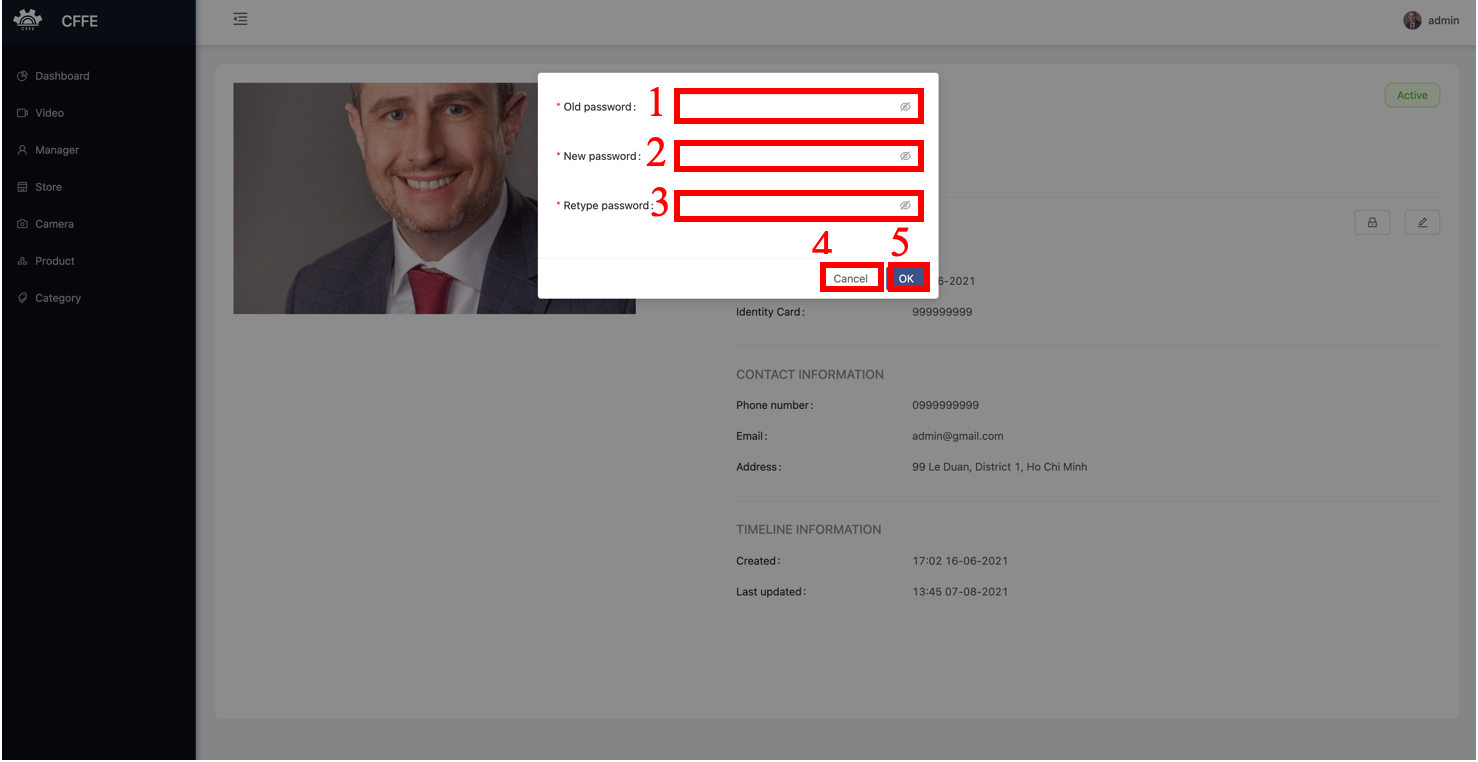 CFFE
CFFE
admin
Dashboard
Video
Manager
Store
Camera
Product
Category
Active
* Old password: 1
* New password: 2
* Retype password: 3
4 5
Cancel OK
6-2021
Identity Card: 999999999
CONTACT INFORMATION
Phone number: 0999999999
Email: admin@gmail.com
Address: 99 Le Duan, District 1, Ho Chi Minh
TIMELINE INFORMATION
Created: 17:02 16-06-2021
Last updated: 13:45 07-08-2021